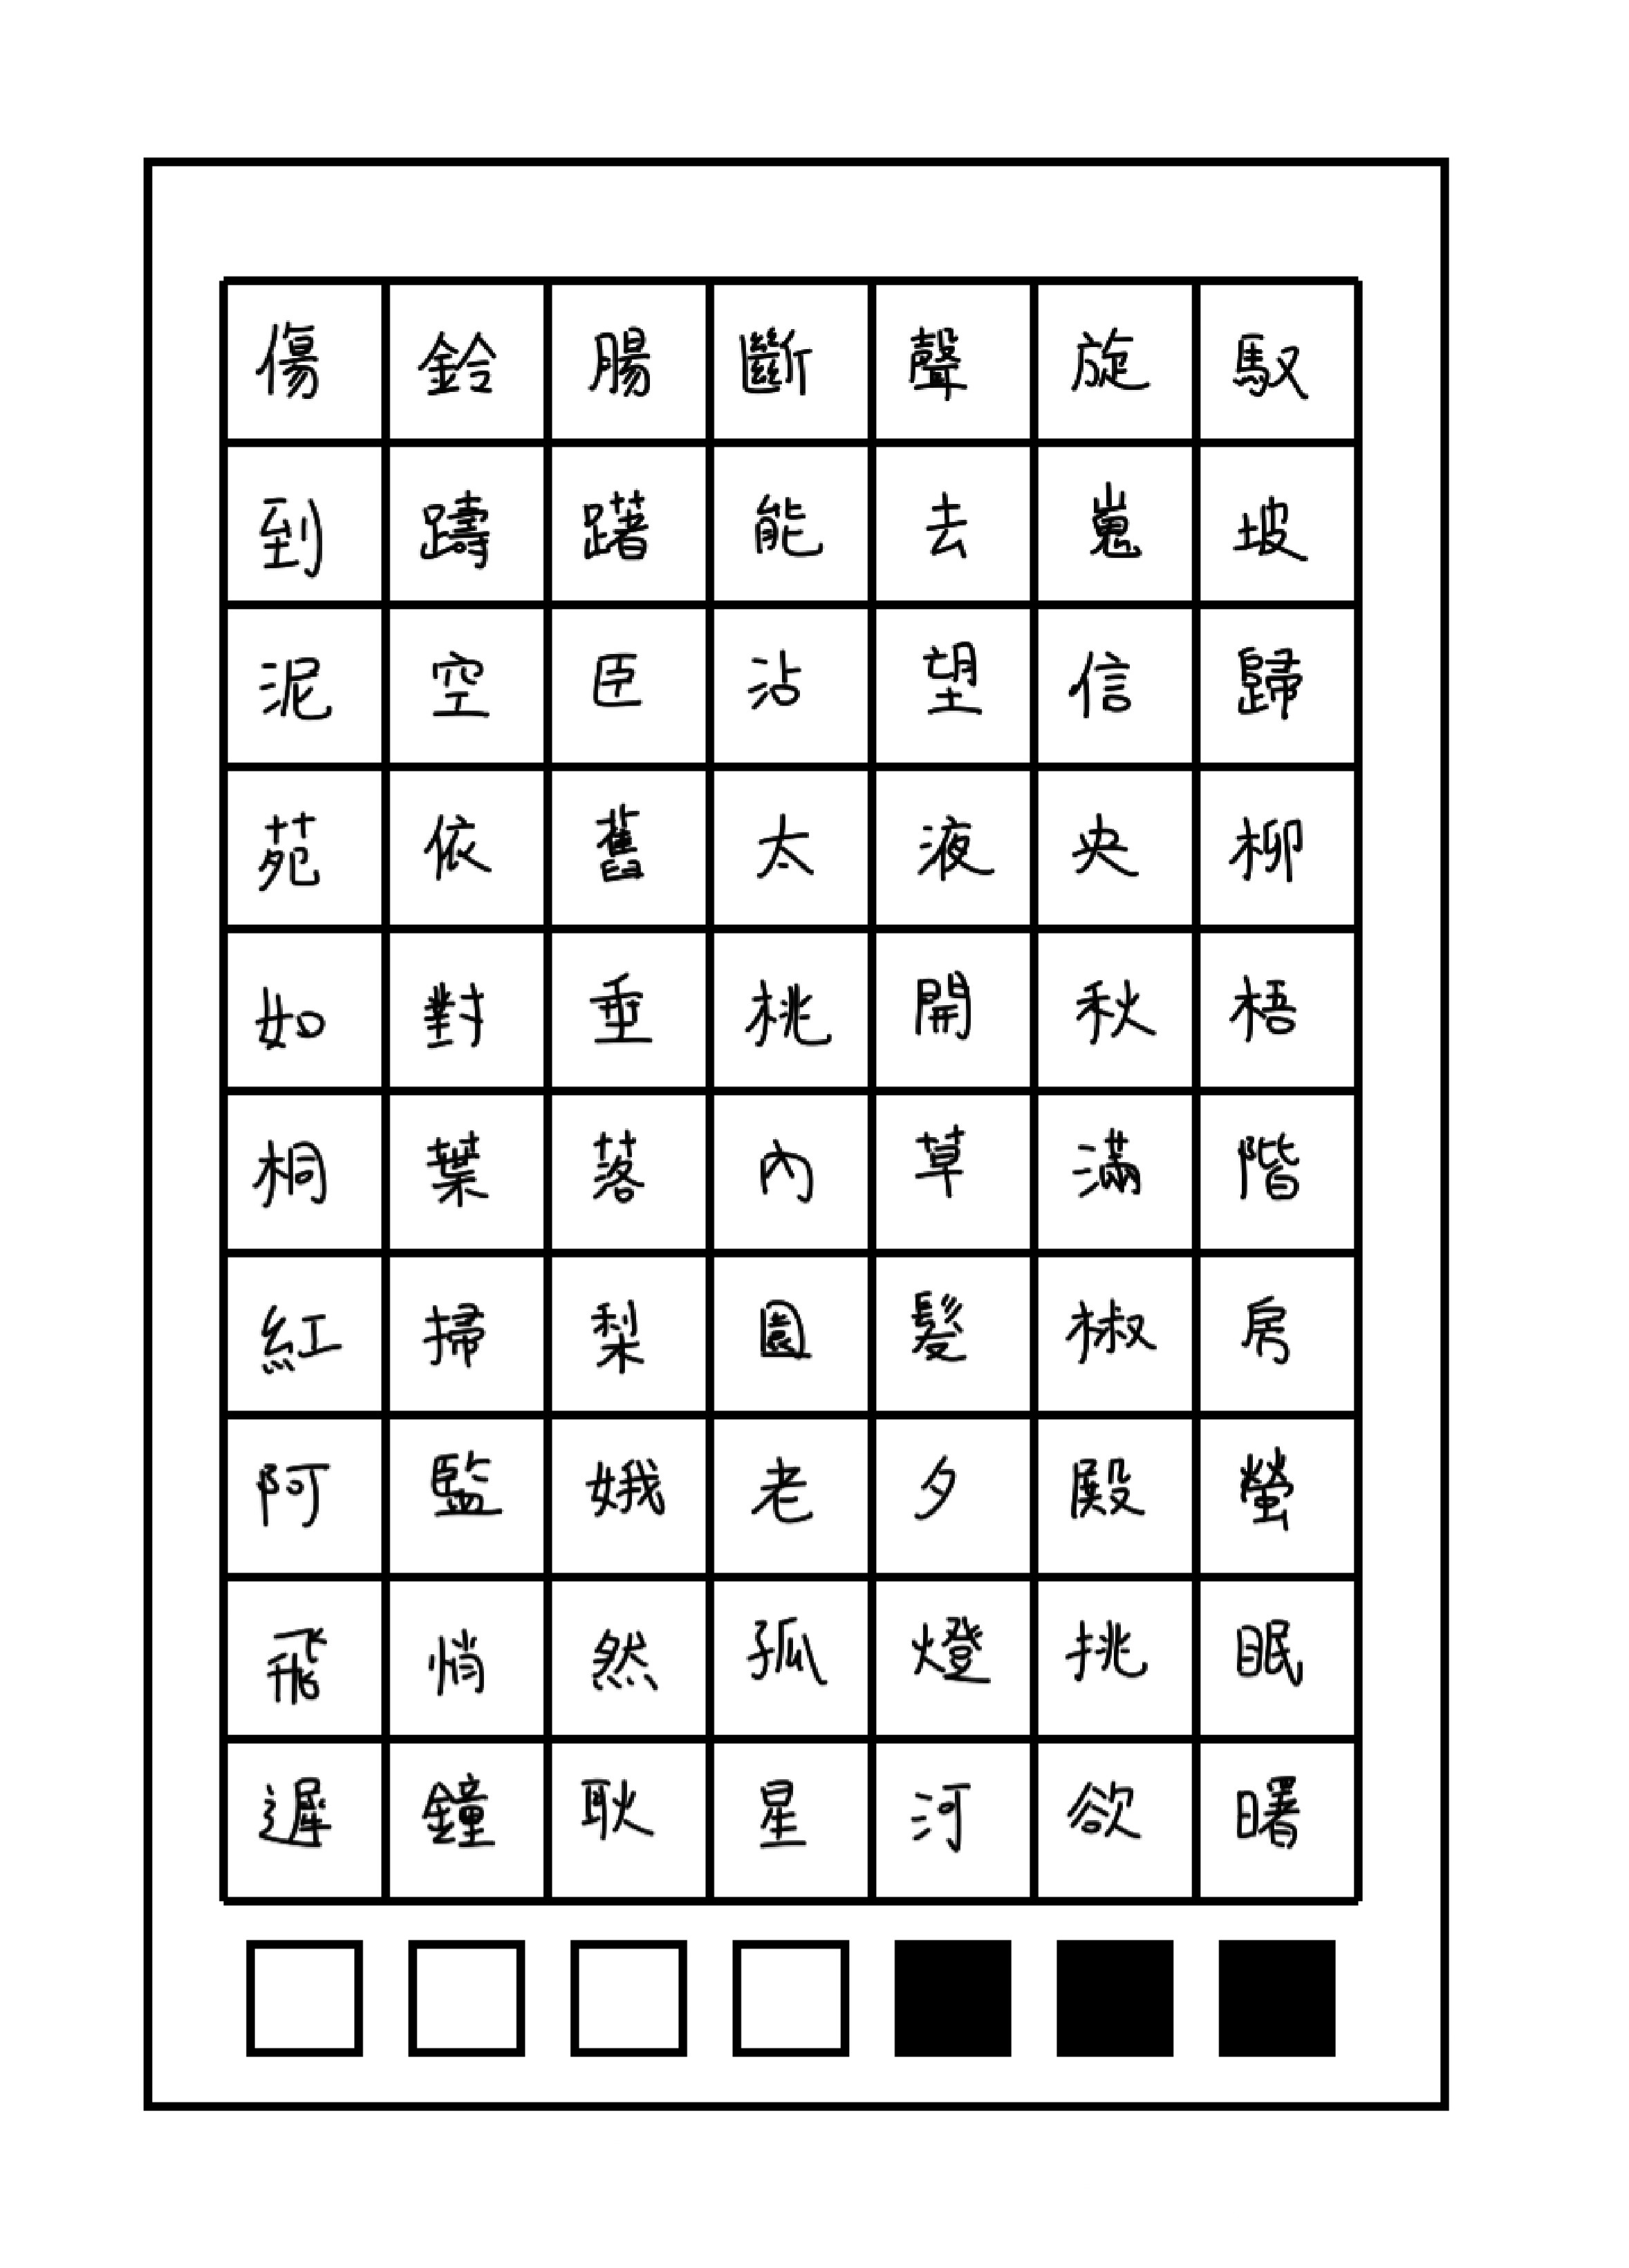 傷鈴腸斷聲旋馭
到躊躇能去嵬坡
泥空臣沾望信歸
苑依舊太液央柳
如對垂桃開秋梧
桐葉落內草滿階
紅掃梨園髮椒房
阿監娥老夕殿螢
飛悄然孤燈挑眠
遲鐘耿星河欲曙